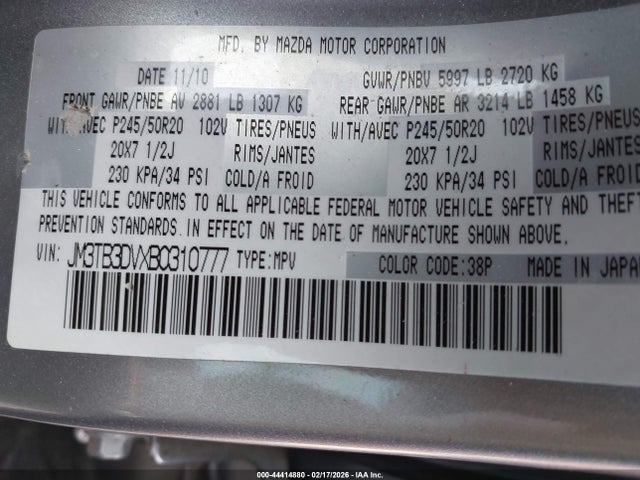 MFD. BY MAZDA MOTOR CORPORATION
DATE 11/10 GVWR/PNBV 5997 LB 2720 KG
FRONT GAWR/PNBE AV 2881 LB 1307 KG REAR GAWR/PNBE AR 3214 LB 1458 KG
WITH/AVEC P245/50R20 102V TIRES/PNEUS WITH/AVEC P245/50R20 102V TIRES/PNEUS
20X7 1/2J RIMS/JANTES 20X7 1/2J RIMS/JANTES
230 KPA/34 PSI COLD/A FROID 230 KPA/34 PSI COLD/A FROID
THIS VEHICLE CONFORMS TO ALL APPLICABLE FEDERAL MOTOR VEHICLE SAFETY AND THEFT
PREVENTION STANDARDS IN EFFECT ON THE DATE OF MANUFACTURE SHOWN ABOVE.
VIN: JM3TB3DVXB0310777 TYPE:MPV COLOR CODE:38P MADE IN JAPAN
000-44414880 - 02/17/2026 - IAA Inc.